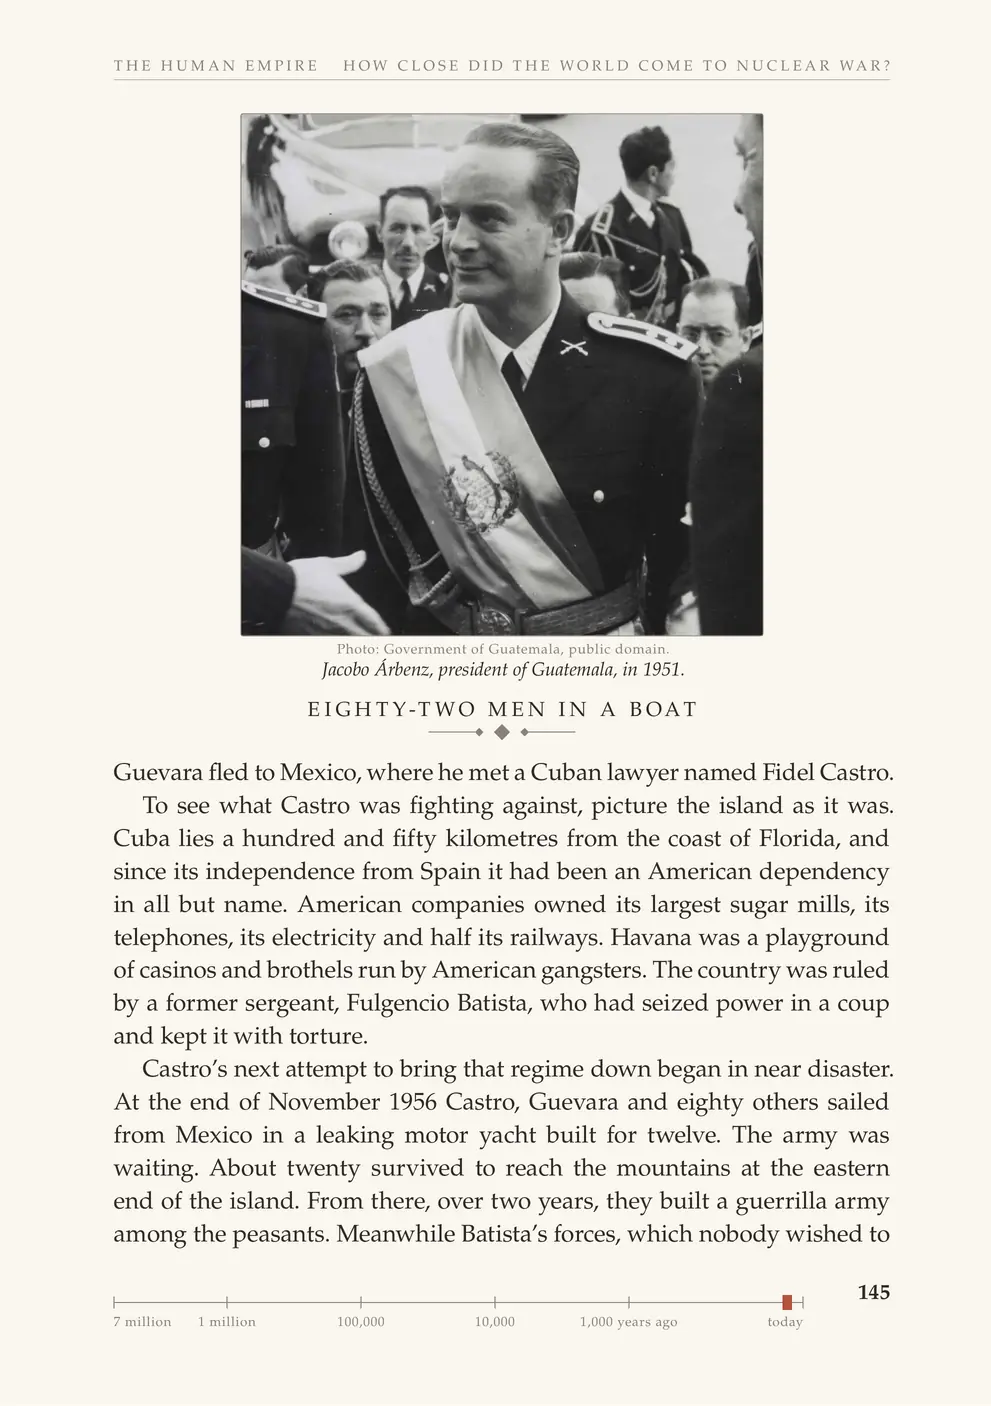 THE HUMAN EMPIRE HOW CLOSE DID THE WORLD COME TO NUCLEAR WAR?
Photo: Government of Guatemala, public domain.
Jacobo Árbenz, president of Guatemala, in 1951.
EIGHTY-TWO MEN IN A BOAT
Guevara fled to Mexico, where he met a Cuban lawyer named Fidel Castro.
To see what Castro was fighting against, picture the island as it was.
Cuba lies a hundred and fifty kilometres from the coast of Florida, and
since its independence from Spain it had been an American dependency
in all but name. American companies owned its largest sugar mills, its
telephones, its electricity and half its railways. Havana was a playground
of casinos and brothels run by American gangsters. The country was ruled
by a former sergeant, Fulgencio Batista, who had seized power in a coup
and kept it with torture.
Castro’s next attempt to bring that regime down began in near disaster.
At the end of November 1956 Castro, Guevara and eighty others sailed
from Mexico in a leaking motor yacht built for twelve. The army was
waiting. About twenty survived to reach the mountains at the eastern
end of the island. From there, over two years, they built a guerrilla army
among the peasants. Meanwhile Batista’s forces, which nobody wished to
145
7 million 1 million 100,000 10,000 1,000 years ago today